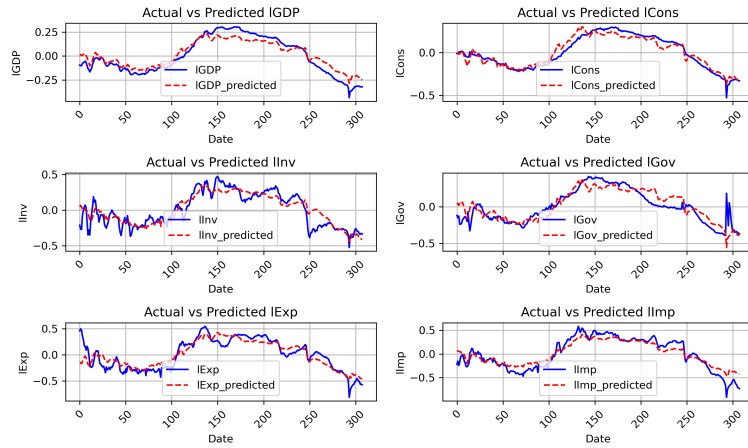 Actual vs Predicted lGDP
lGDP
0.25
0.00
−0.25
lGDP
lGDP_predicted
0 50 100 150 200 250 300
Date
Actual vs Predicted lCons
lCons
0.0
−0.5
lCons
lCons_predicted
0 50 100 150 200 250 300
Date
Actual vs Predicted lInv
lInv
0.5
0.0
−0.5
lInv
lInv_predicted
0 50 100 150 200 250 300
Date
Actual vs Predicted lGov
lGov
0.0
−0.5
lGov
lGov_predicted
0 50 100 150 200 250 300
Date
Actual vs Predicted lExp
lExp
0.5
0.0
−0.5
lExp
lExp_predicted
0 50 100 150 200 250 300
Date
Actual vs Predicted lImp
lImp
0.5
0.0
−0.5
lImp
lImp_predicted
0 50 100 150 200 250 300
Date